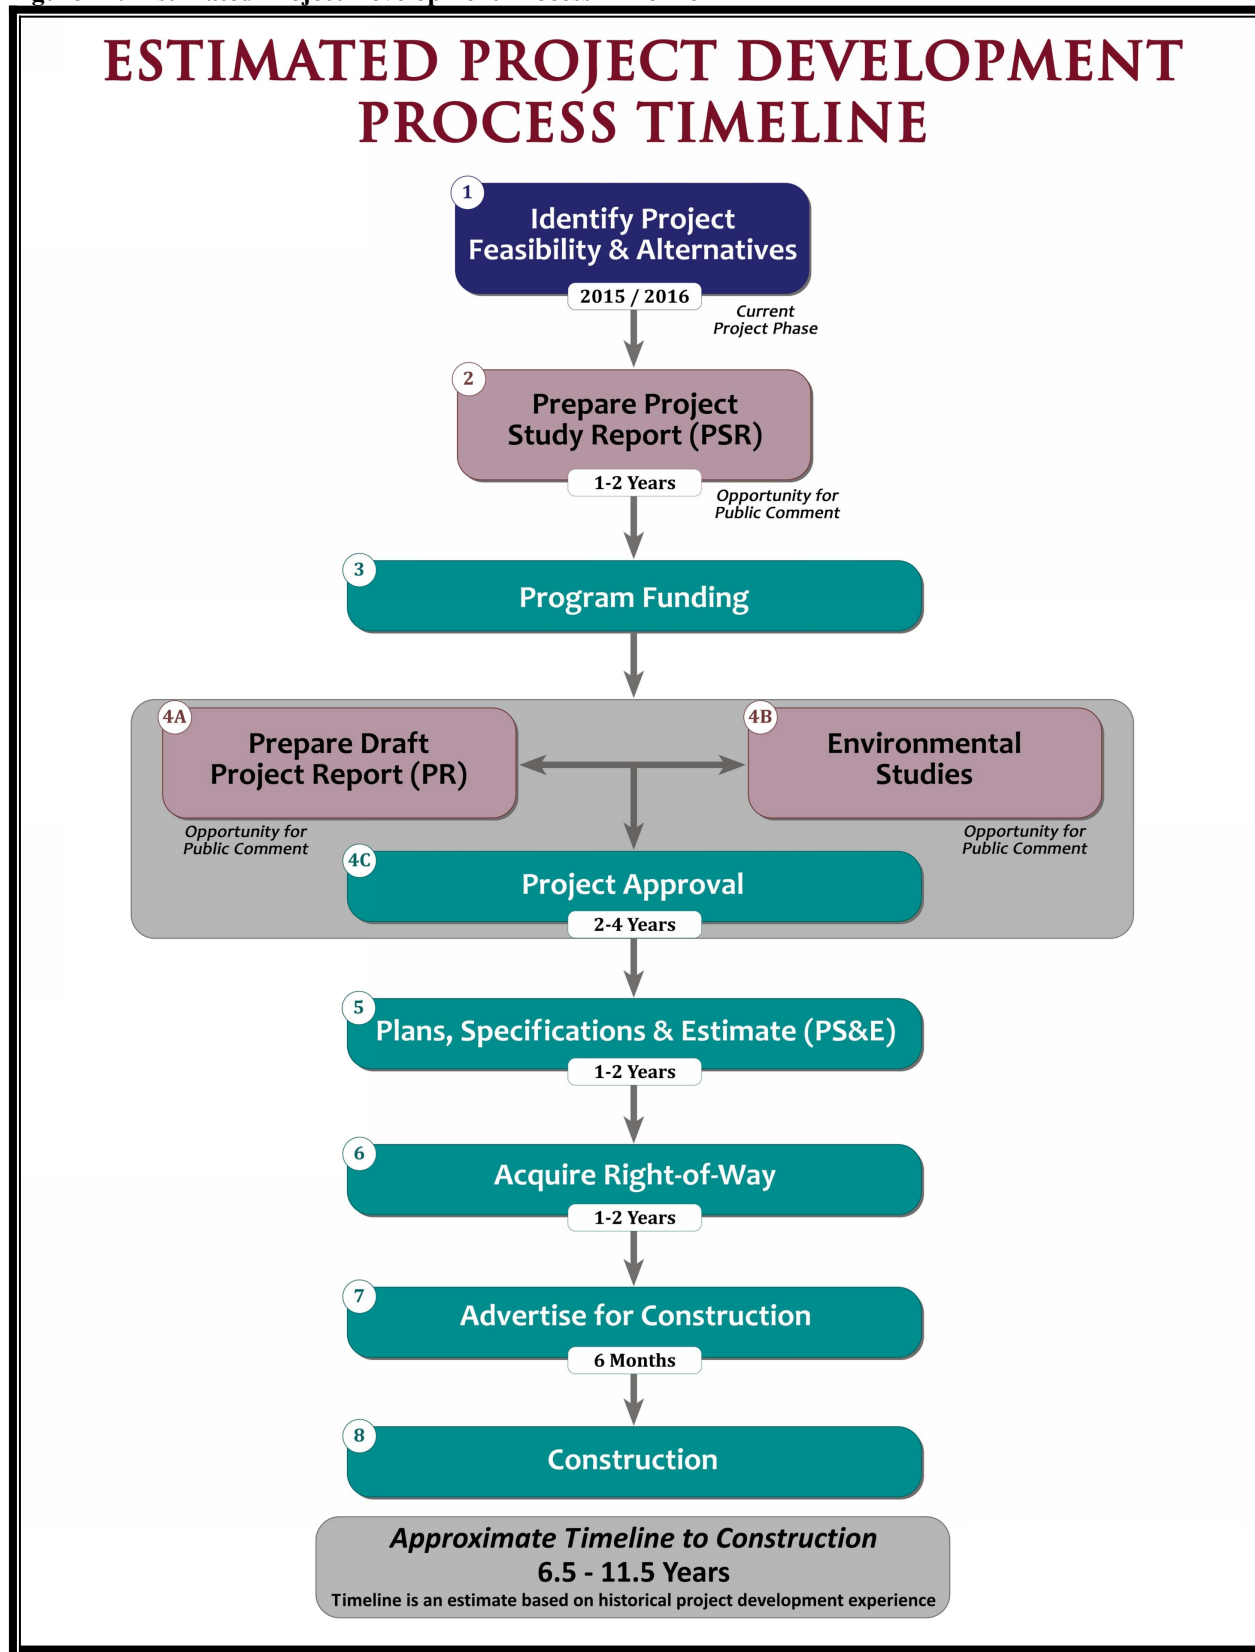 ESTIMATED PROJECT DEVELOPMENT
PROCESS TIMELINE
1
Identify Project
Feasibility & Alternatives
2015 / 2016
Current
Project Phase
2
Prepare Project
Study Report (PSR)
1-2 Years
Opportunity for
Public Comment
3
Program Funding
4A
Prepare Draft
Project Report (PR)
Opportunity for
Public Comment
4B
Environmental
Studies
Opportunity for
Public Comment
4C
Project Approval
2-4 Years
5
Plans, Specifications & Estimate (PS&E)
1-2 Years
6
Acquire Right-of-Way
1-2 Years
7
Advertise for Construction
6 Months
8
Construction
Approximate Timeline to Construction
6.5 - 11.5 Years
Timeline is an estimate based on historical project development experience